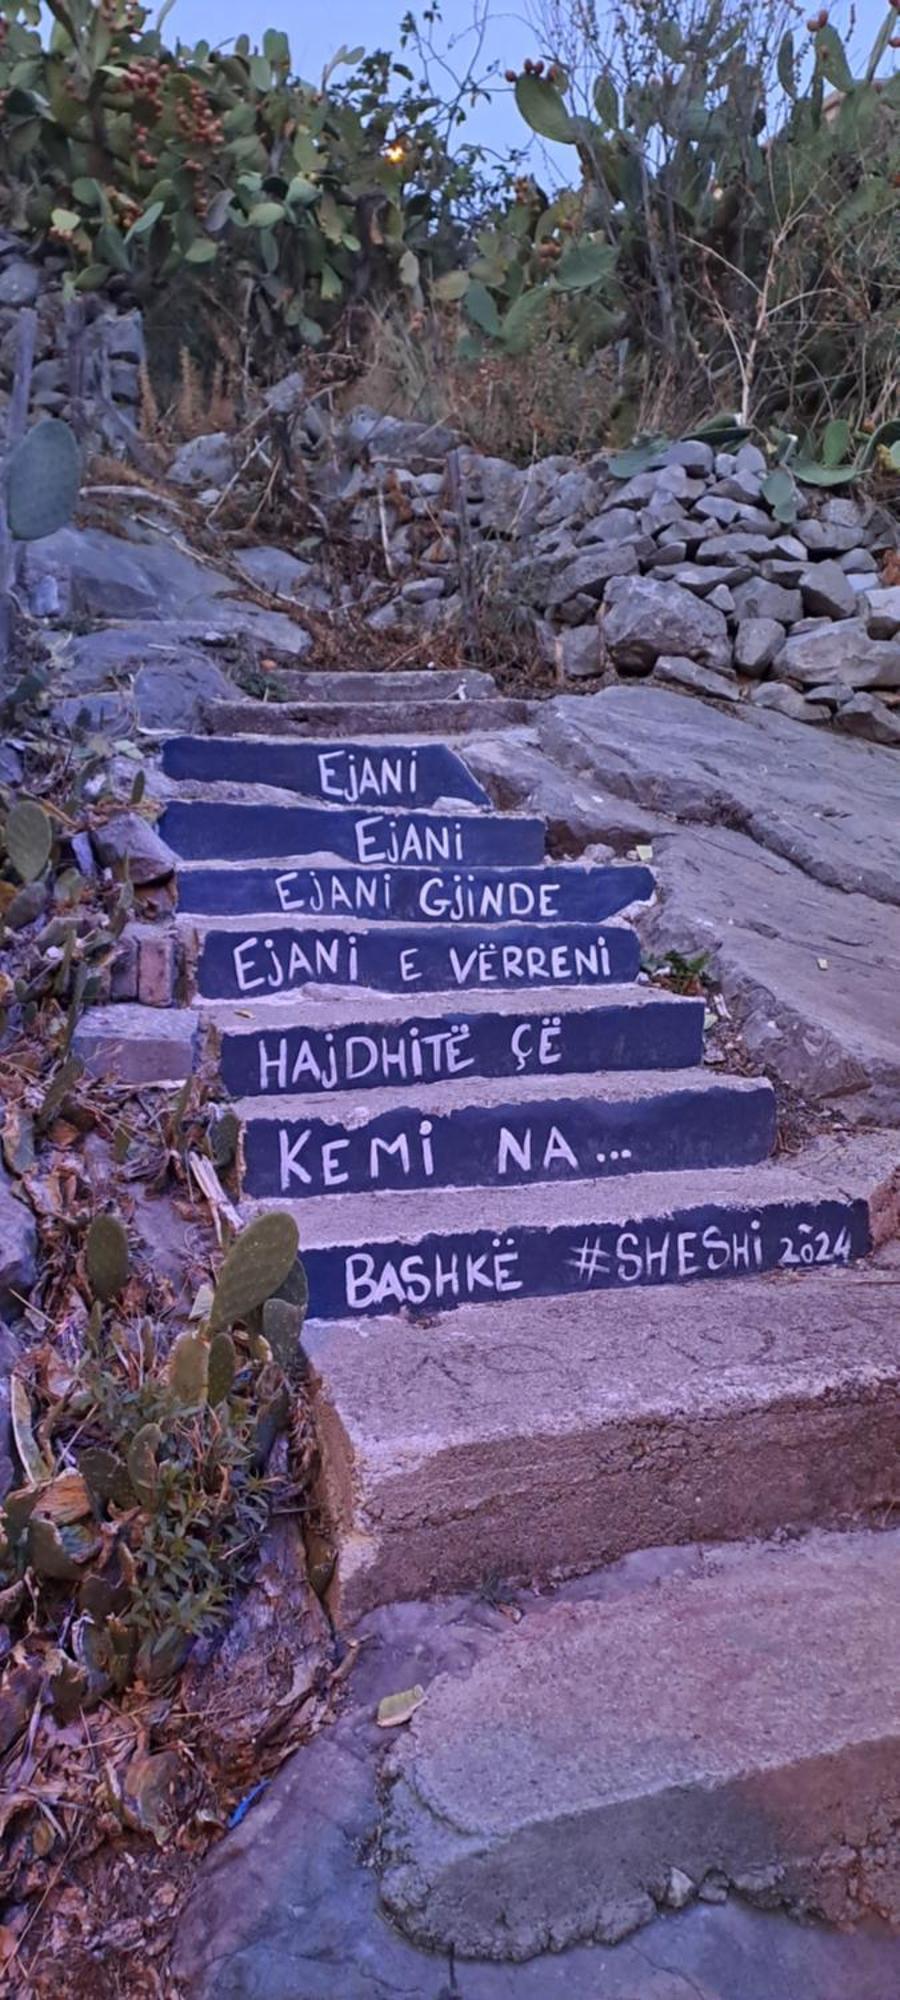 EJANI
EJANI
EJANI GJINDE
EJANI E VËRRENI
HAJDHITË ÇË
KEMI NA...
BASHKË #SHESHI 2024